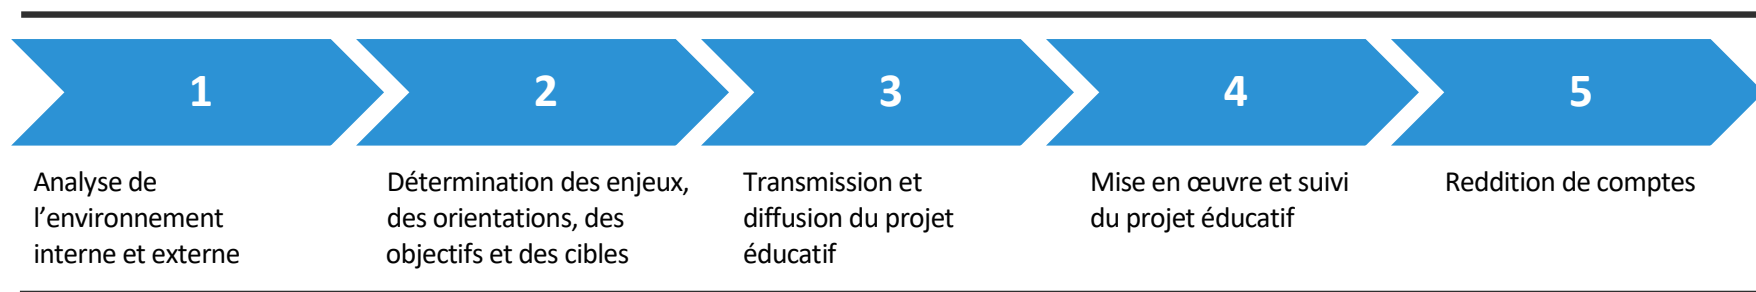 1
2
3
4
5
Analyse de
l’environnement
interne et externe
Détermination des enjeux,
des orientations, des
objectifs et des cibles
Transmission et
diffusion du projet
éducatif
Mise en œuvre et suivi
du projet éducatif
Reddition de comptes